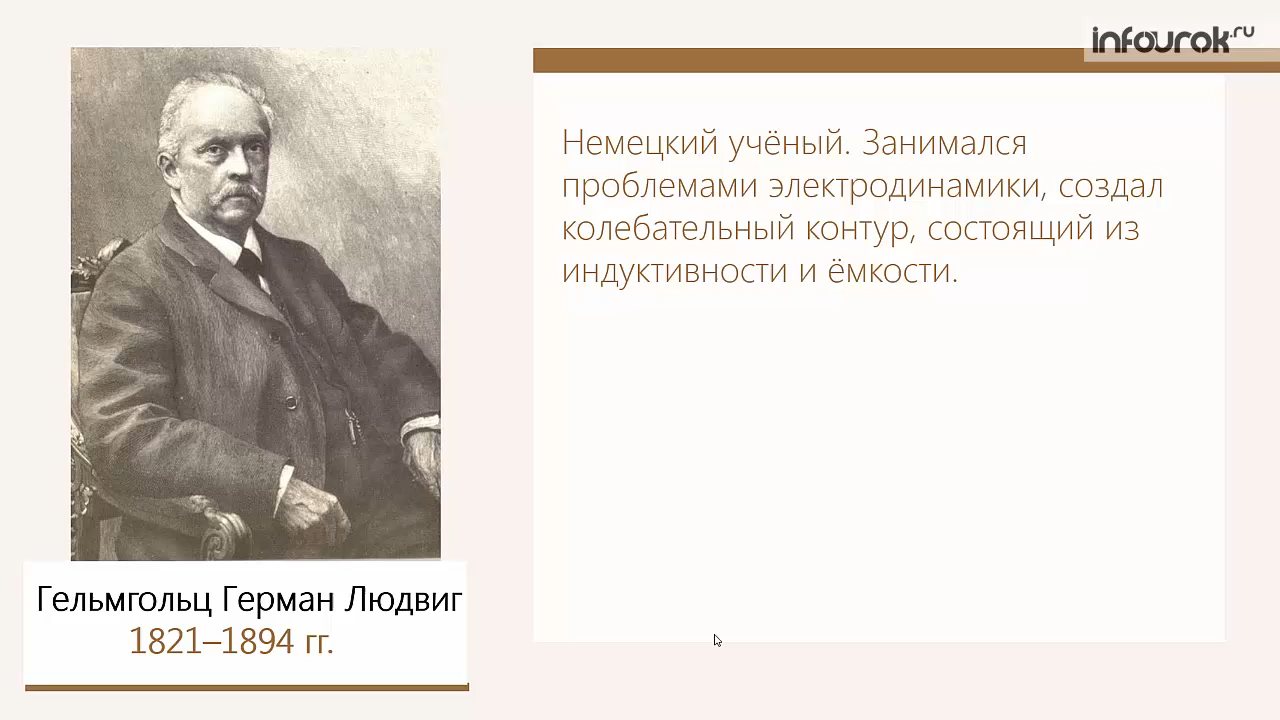 infourok.ru
Немецкий учёный. Занимался
проблемами электродинамики, создал
колебательный контур, состоящий из
индуктивности и ёмкости.
Гельмгольц Герман Людвиг
1821–1894 гг.